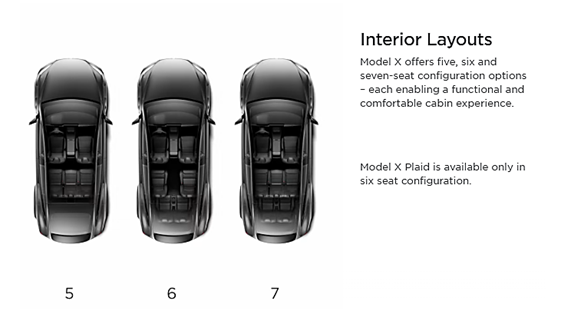 Interior Layouts
Model X offers five, six and
seven-seat configuration options
– each enabling a functional and
comfortable cabin experience.
Model X Plaid is available only in
six seat configuration.
5 6 7